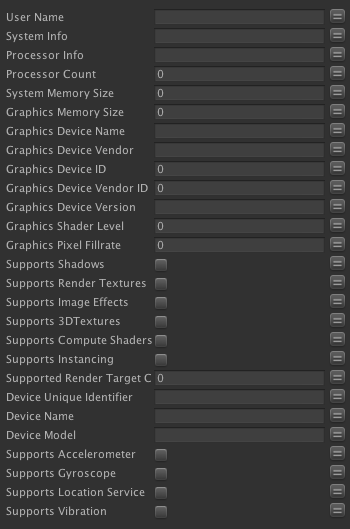 User Name
System Info
Processor Info
Processor Count 0
System Memory Size 0
Graphics Memory Size 0
Graphics Device Name
Graphics Device Vendor
Graphics Device ID 0
Graphics Device Vendor ID 0
Graphics Device Version
Graphics Shader Level 0
Graphics Pixel Fillrate 0
Supports Shadows
Supports Render Textures
Supports Image Effects
Supports 3DTextures
Supports Compute Shaders
Supports Instancing
Supported Render Target C 0
Device Unique Identifier
Device Name
Device Model
Supports Accelerometer
Supports Gyroscope
Supports Location Service
Supports Vibration